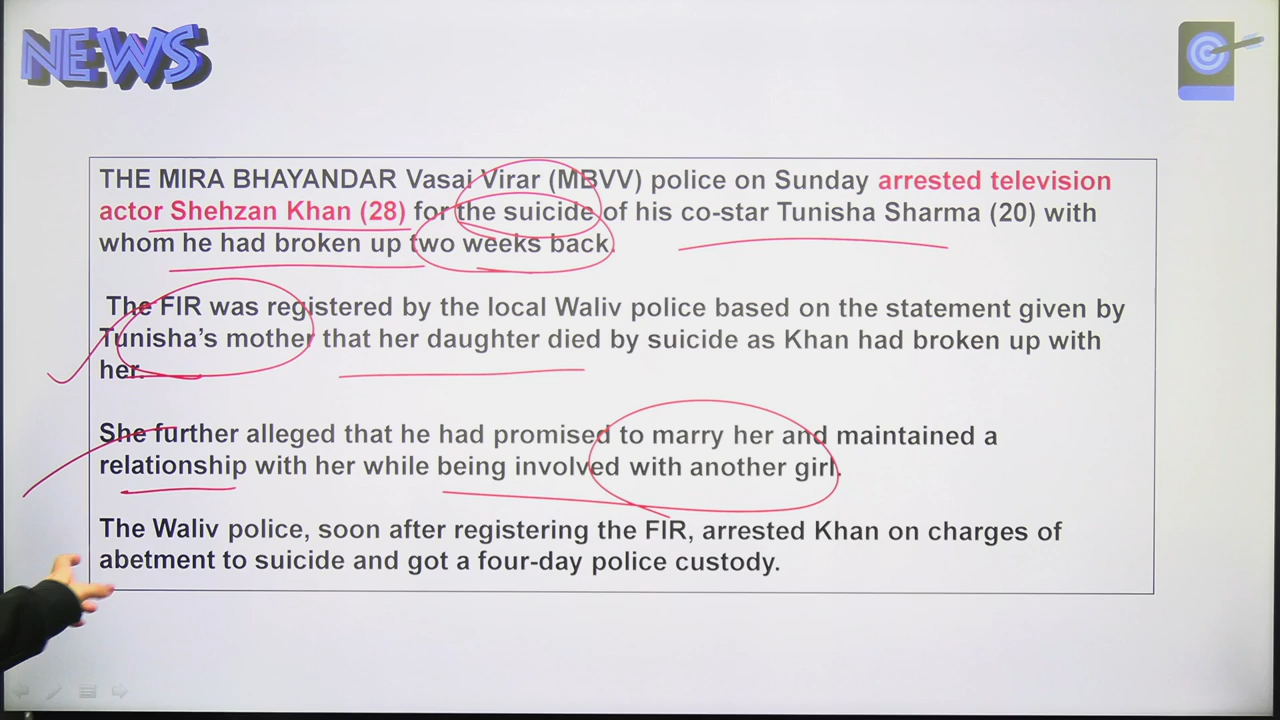 NEWS
THE MIRA BHAYANDAR Vasai Virar (MBVV) police on Sunday arrested television
actor Shehzan Khan (28) for the suicide of his co-star Tunisha Sharma (20) with
whom he had broken up two weeks back.
The FIR was registered by the local Waliv police based on the statement given by
Tunisha's mother that her daughter died by suicide as Khan had broken up with
her.
She further alleged that he had promised to marry her and maintained a
relationship with her while being involved with another girl.
The Waliv police, soon after registering the FIR, arrested Khan on charges of
abetment to suicide and got a four-day police custody.